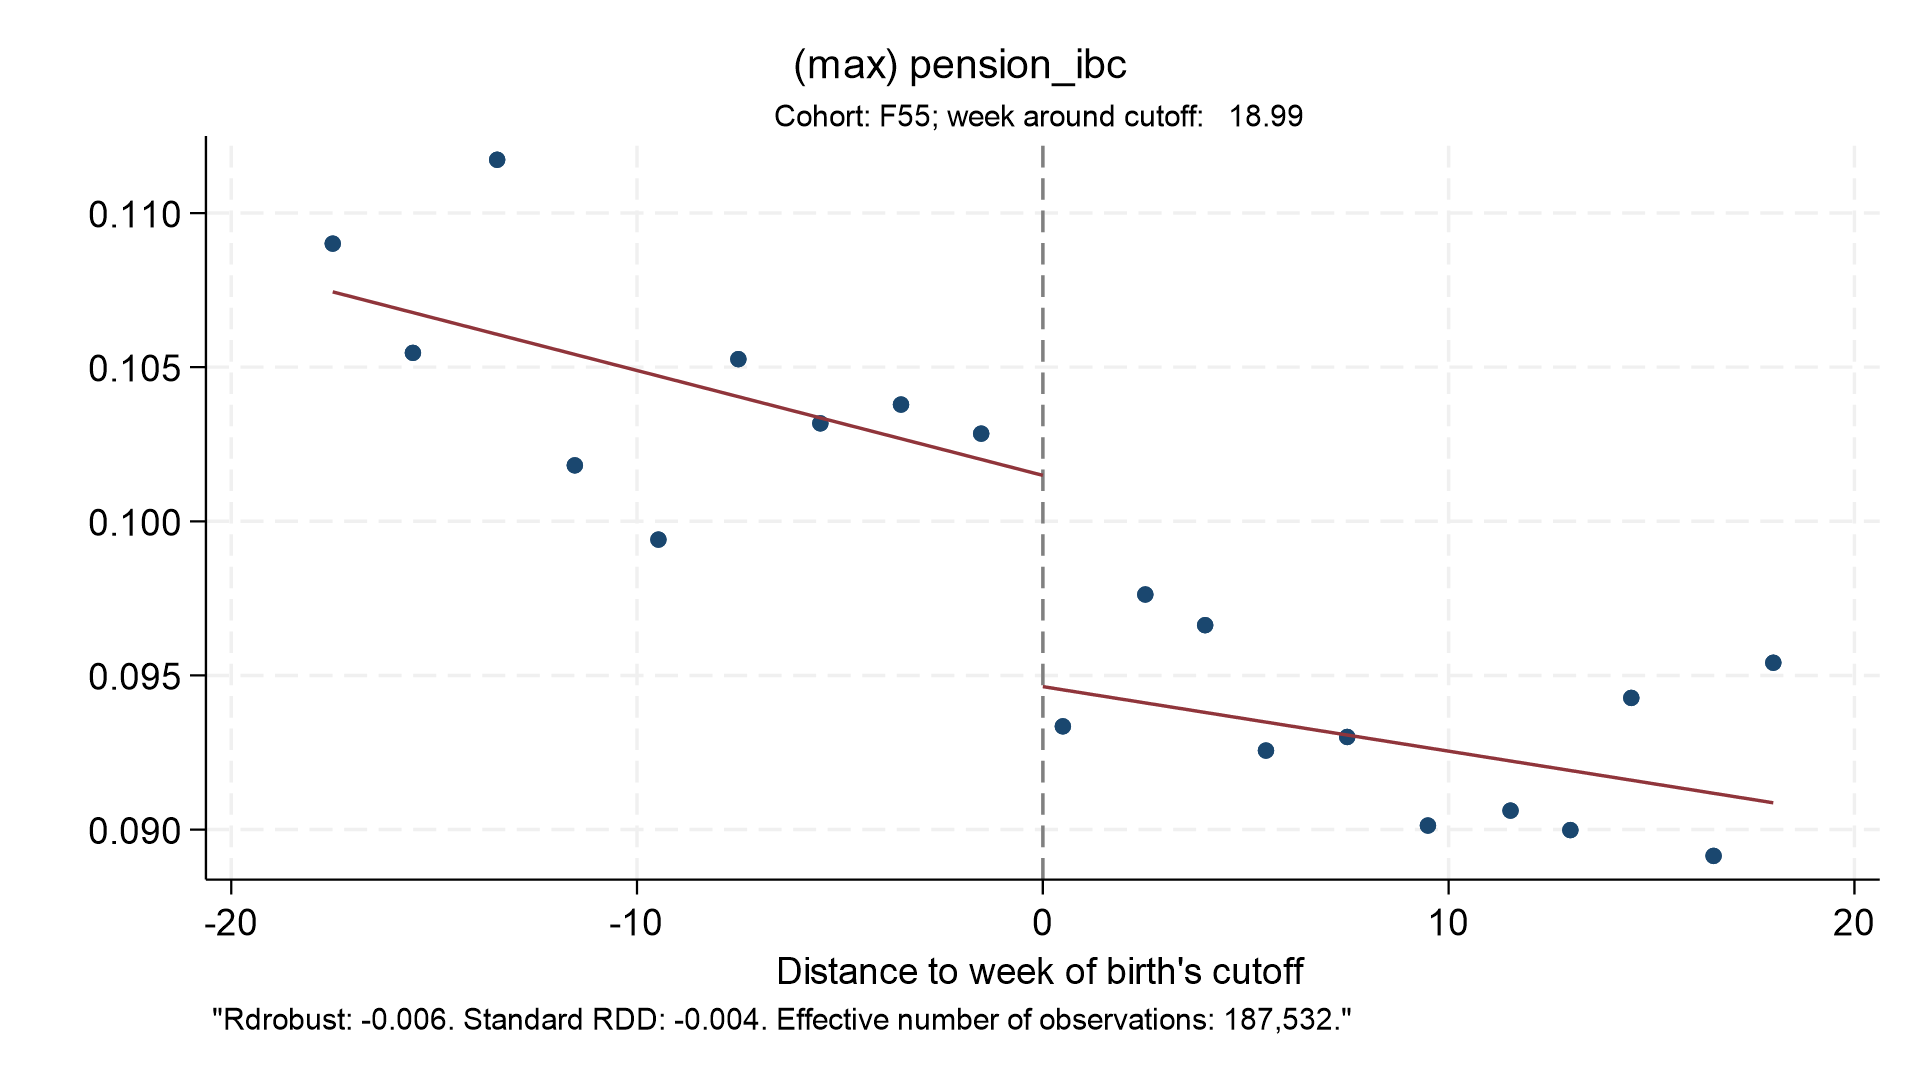 (max) pension_ibc
Cohort: F55; week around cutoff: 18.99
0.110
0.105
0.100
0.095
0.090
-20 -10 0 10 20
Distance to week of birth's cutoff
"Rdrobust: -0.006. Standard RDD: -0.004. Effective number of observations: 187,532."